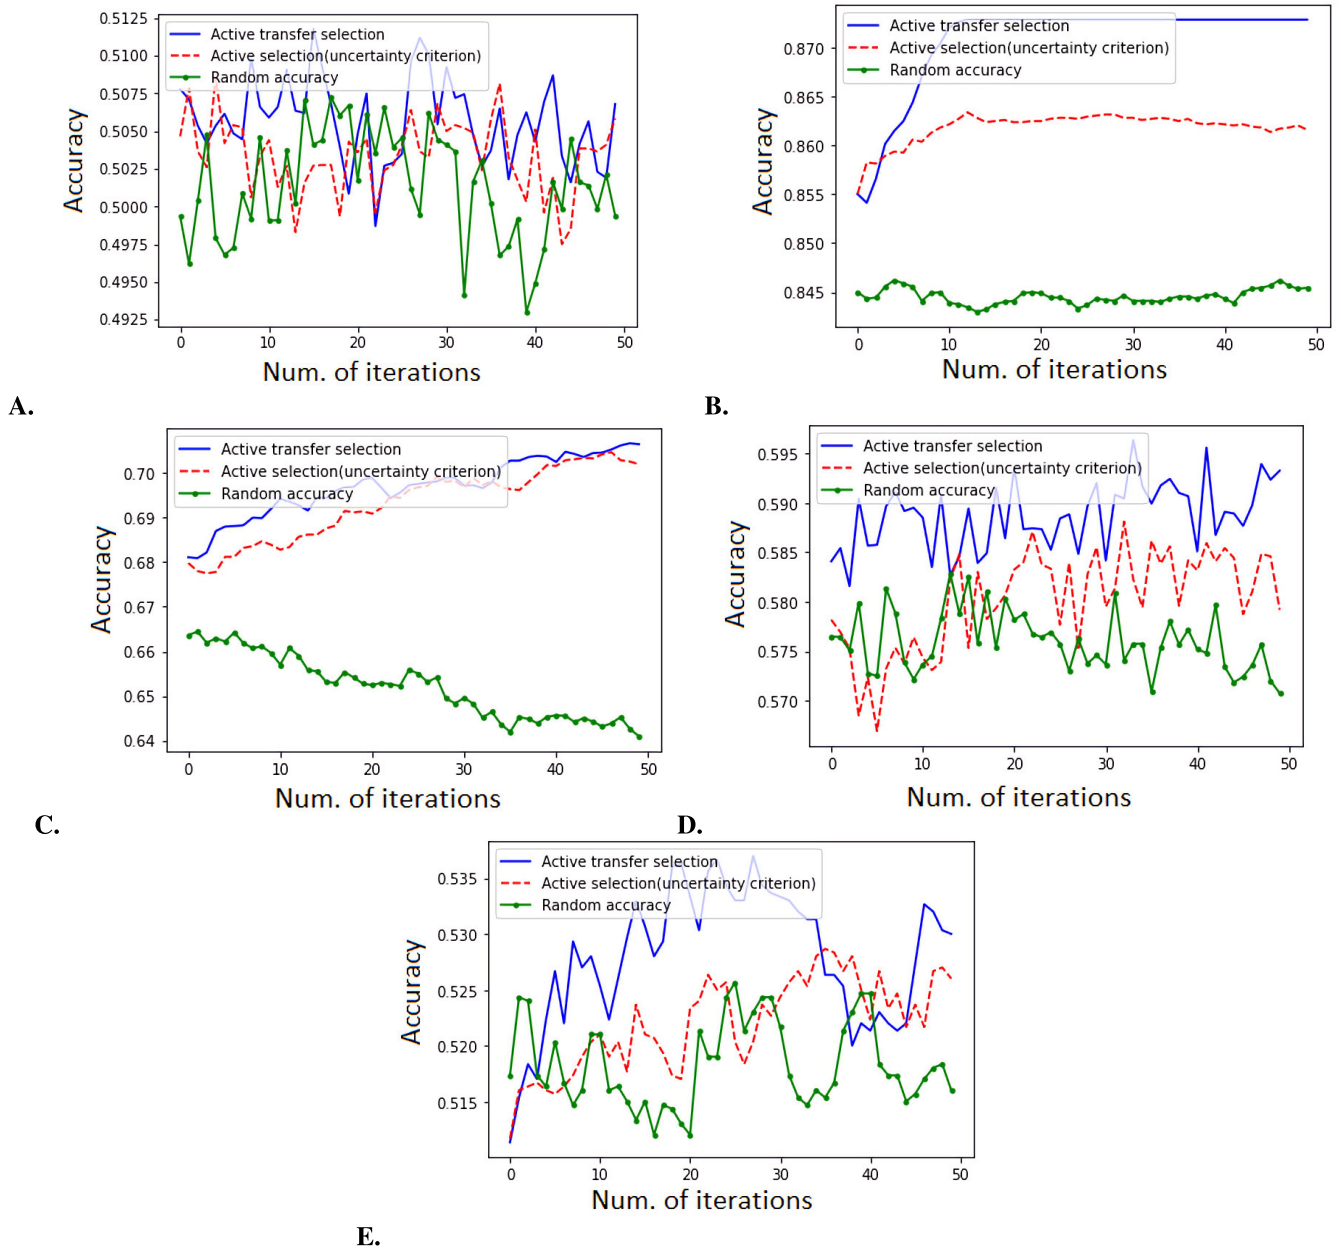 0.5125
0.5100
0.5075
0.5050
0.5025
0.5000
0.4975
0.4950
0.4925
Accuracy
Active transfer selection
Active selection(uncertainty criterion)
Random accuracy
0 10 20 30 40 50
Num. of iterations
A.
0.870
0.865
0.860
0.855
0.850
0.845
Accuracy
Active transfer selection
Active selection(uncertainty criterion)
Random accuracy
0 10 20 30 40 50
Num. of iterations
B.
0.70
0.69
0.68
0.67
0.66
0.65
0.64
Accuracy
Active transfer selection
Active selection(uncertainty criterion)
Random accuracy
0 10 20 30 40 50
Num. of iterations
C.
0.595
0.590
0.585
0.580
0.575
0.570
Accuracy
Active transfer selection
Active selection(uncertainty criterion)
Random accuracy
0 10 20 30 40 50
Num. of iterations
D.
0.535
0.530
0.525
0.520
0.515
Accuracy
Active transfer selection
Active selection(uncertainty criterion)
Random accuracy
0 10 20 30 40 50
Num. of iterations
E.